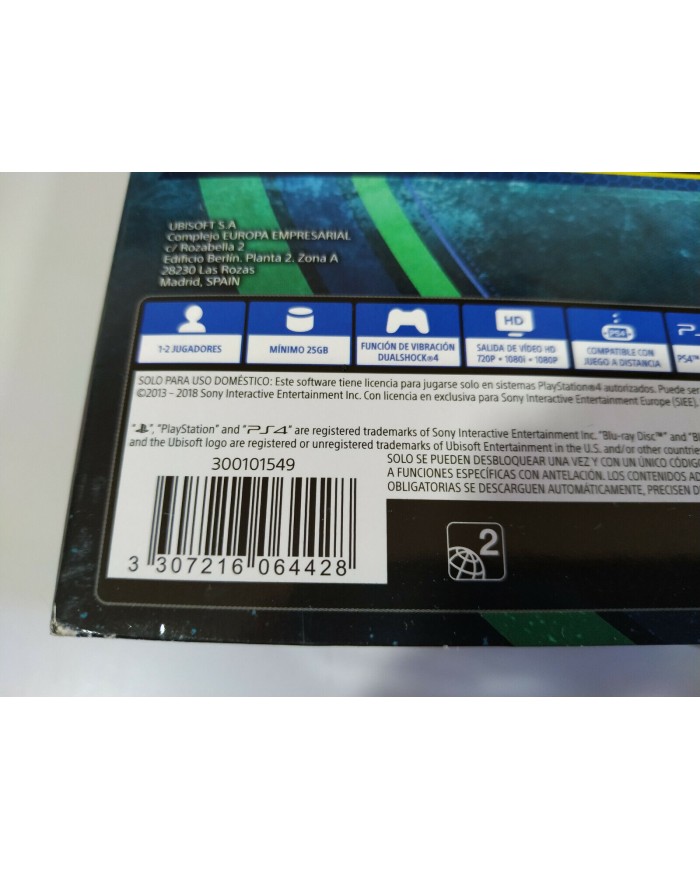 UBISOFT S.A
Complejo EUROPA EMPRESARIAL
c/ Rozabella 2
Edificio Berlín. Planta 2. Zona A
28230 Las Rozas
Madrid, SPAIN
1-2 JUGADORES
MÍNIMO 25GB
FUNCIÓN DE VIBRACIÓN
DUALSHOCK®4
HD
SALIDA DE VÍDEO HD
720P • 1080i • 1080P
PS4
COMPATIBLE CON
JUEGO A DISTANCIA
PS4™
SOLO PARA USO DOMÉSTICO: Este software tiene licencia para jugarse solo en sistemas PlayStation®4 autorizados. Puede ser
©2013 - 2018 Sony Interactive Entertainment Inc. Con licencia en exclusiva para Sony Interactive Entertainment Europe (SIEE).
" ", "PlayStation" and "PS4" are registered trademarks of Sony Interactive Entertainment Inc. "Blu-ray Disc™" and
and the Ubisoft logo are registered or unregistered trademarks of Ubisoft Entertainment in the U.S. and/or other countries
300101549
SOLO SE PUEDEN DESBLOQUEAR UNA VEZ Y CON UN ÚNICO CÓDIG
A FUNCIONES ESPECÍFICAS CON ANTELACIÓN. LOS CONTENIDOS AD
OBLIGATORIAS SE DESCARGUEN AUTOMÁTICAMENTE, PRECISEN D
3 307216 064428
2